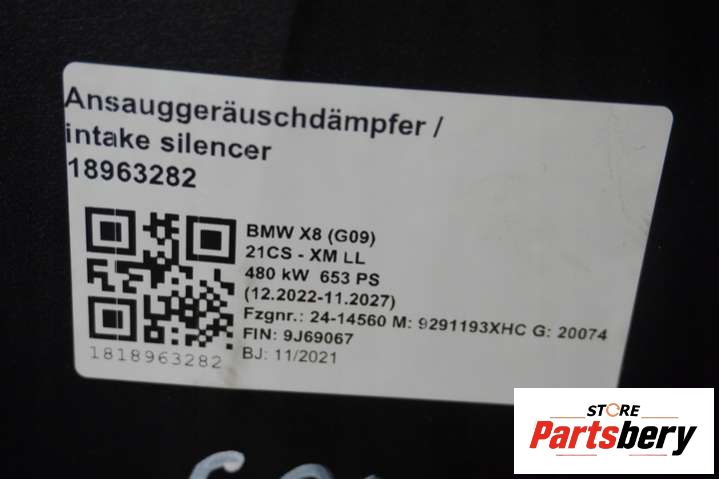 Ansauggeräuschdämpfer /
intake silencer
18963282
BMW X8 (G09)
21CS - XM LL
480 kW 653 PS
(12.2022-11.2027)
Fzgnr.: 24-14560 M: 9291193XHC G: 20074
FIN: 9J69067
BJ: 11/2021
1818963282
STORE
Partsbery